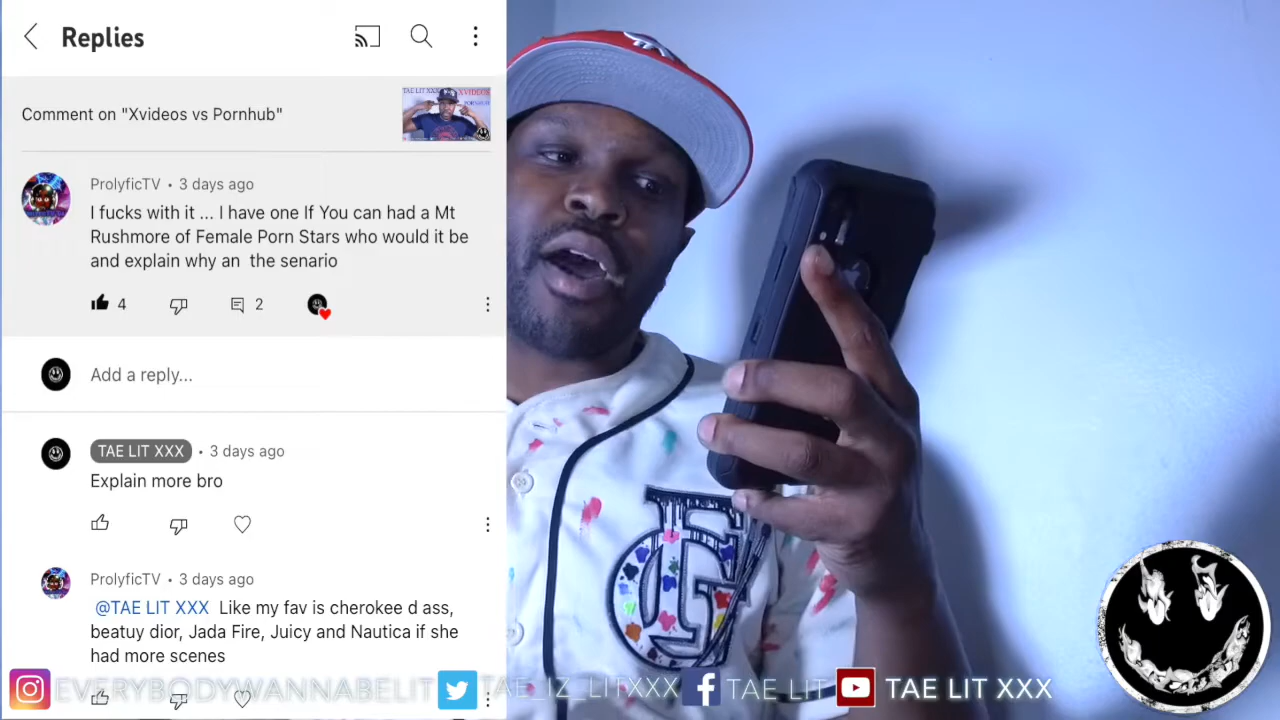 Replies
Comment on "Xvideos vs Pornhub"
TAE LIT XXX
XVIDEOS
ProlyficTV • 3 days ago
I fucks with it ... I have one If You can had a Mt
Rushmore of Female Porn Stars who would it be
and explain why an the senario
4
2
Add a reply...
TAE LIT XXX • 3 days ago
Explain more bro
ProlyficTV • 3 days ago
@TAE LIT XXX Like my fav is cherokee d ass,
beatuy dior, Jada Fire, Juicy and Nautica if she
had more scenes
EVERYBODYWANNABELIT TAE_IZ_LITXXX TAE LIT TAE LIT XXX